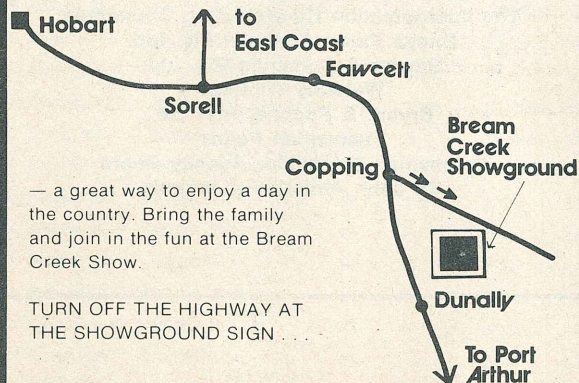 Hobart
to
East Coast
Fawcett
Sorell
Bream
Creek
Showground
Copping
— a great way to enjoy a day in
the country. Bring the family
and join in the fun at the Bream
Creek Show.
TURN OFF THE HIGHWAY AT
THE SHOWGROUND SIGN . . .
Dunally
To Port
Arthur